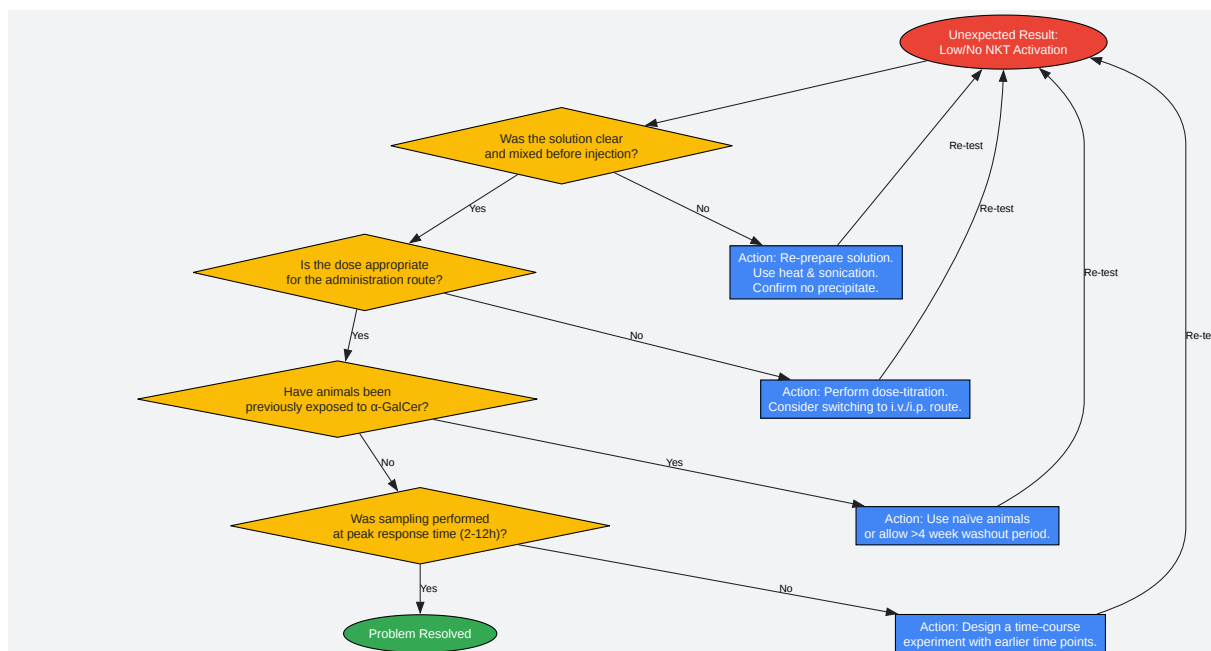 Unexpected Result:
Low/No NKT Activation
Was the solution clear
and mixed before injection?
Re-test
Yes
No
Re-test
Is the dose appropriate
for the administration route?
Action: Re-prepare solution.
Use heat & sonication.
Confirm no precipitate.
Re-test
Yes
No
Re-te
Have animals been
previously exposed to α-GalCer?
Action: Perform dose-titration.
Consider switching to i.v./i.p. route.
No
Yes
Was sampling performed
at peak response time (2-12h)?
Action: Use naïve animals
or allow >4 week washout period.
Yes
No
Problem Resolved
Action: Design a time-course
experiment with earlier time points.